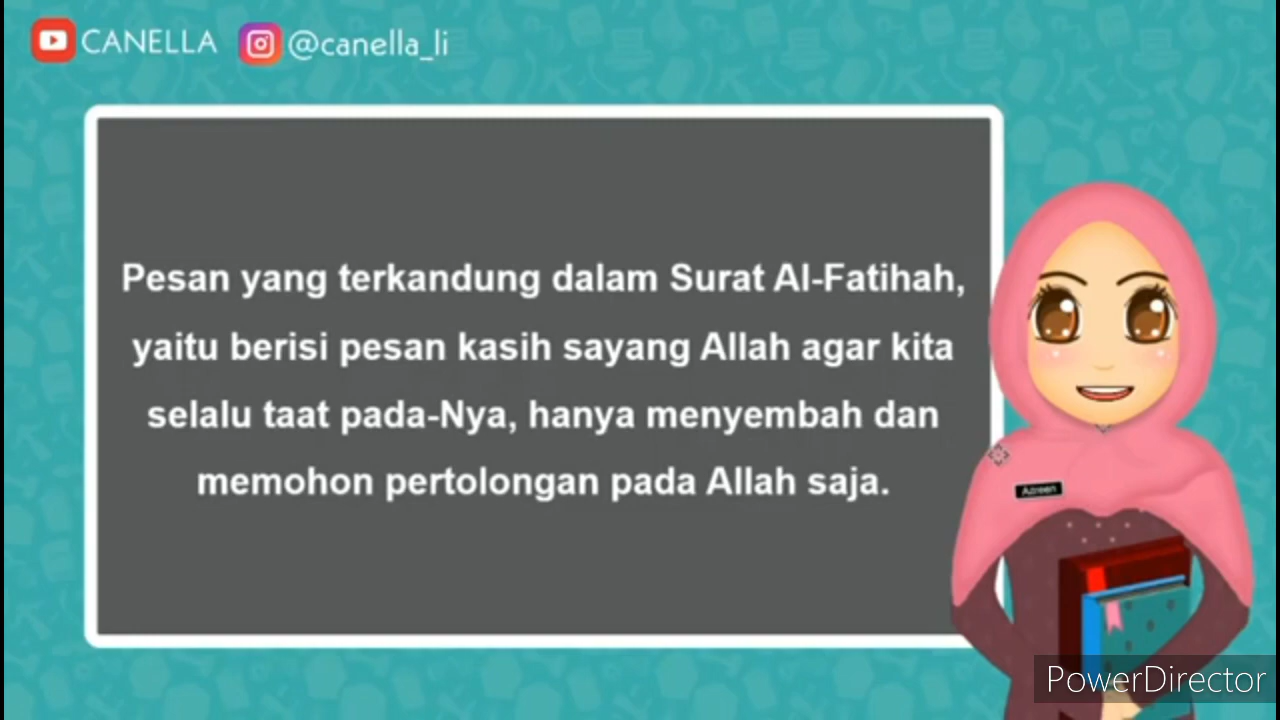 CANELLA @canella_li
Pesan yang terkandung dalam Surat Al-Fatihah,
yaitu berisi pesan kasih sayang Allah agar kita
selalu taat pada-Nya, hanya menyembah dan
memohon pertolongan pada Allah saja.
Azreen
PowerDirector